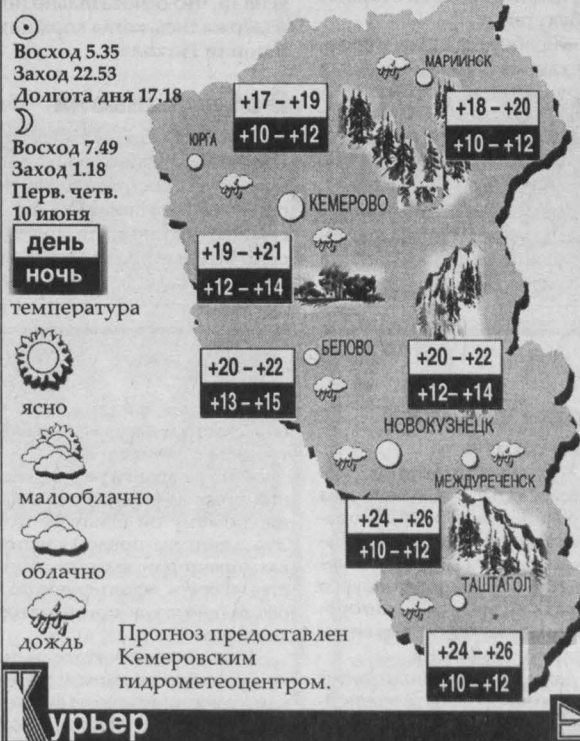 Восход 5.35
Заход 22.53
Долгота дня 17.18
Восход 7.49
Заход 1.18
Перв. четв.
10 июня
день
ночь
температура
ясно
малооблачно
облачно
дождь
МАРИИНСК
+17 – +19
+10 – +12
+18 – +20
+10 – +12
ЮРГА
КЕМЕРОВО
+19 – +21
+12 – +14
БЕЛОВО
+20 – +22
+13 – +15
+20 – +22
+12– +14
НОВОКУЗНЕЦК
МЕЖДУРЕЧЕНСК
+24 – +26
+10 – +12
ТАШТАГОЛ
+24 – +26
+10 – +12
Прогноз предоставлен
Кемеровским
гидрометеоцентром.
Курьер